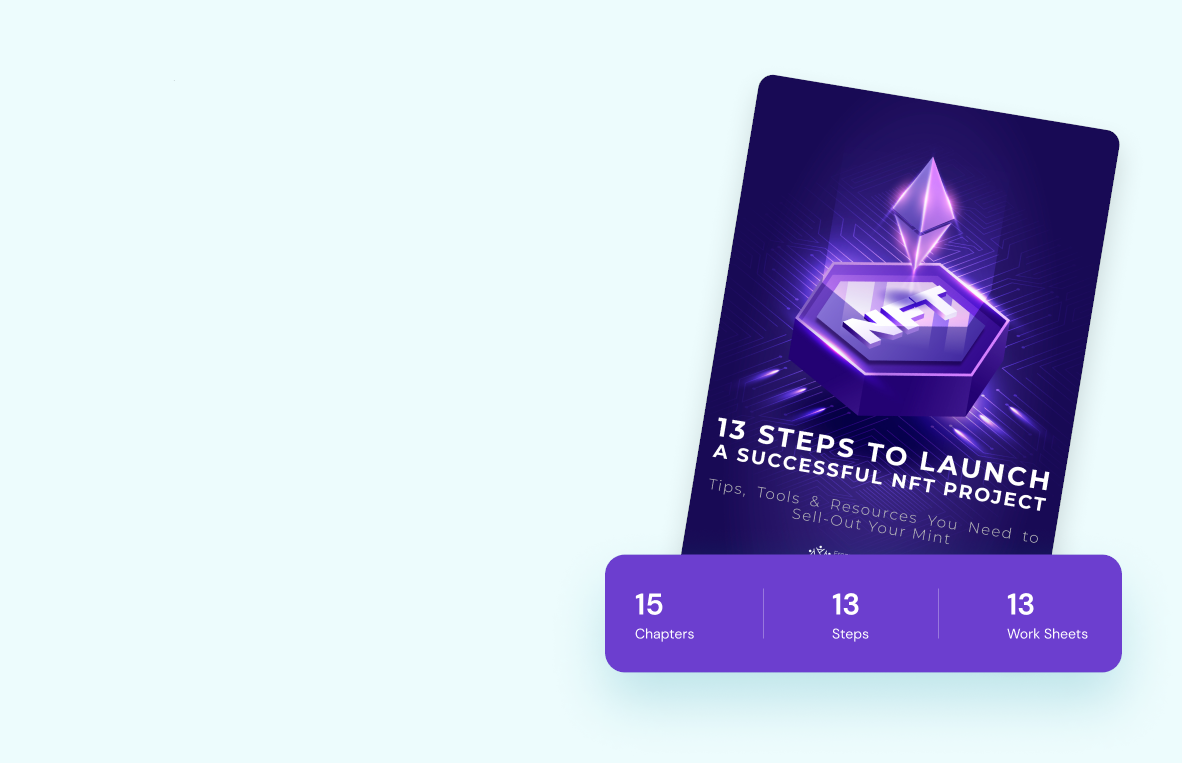 NFT
13 STEPS TO LAUNCH
A SUCCESSFUL NFT PROJECT
Tips, Tools & Resources You Need to
Sell-Out Your Mint
15
Chapters
13
Steps
13
Work Sheets